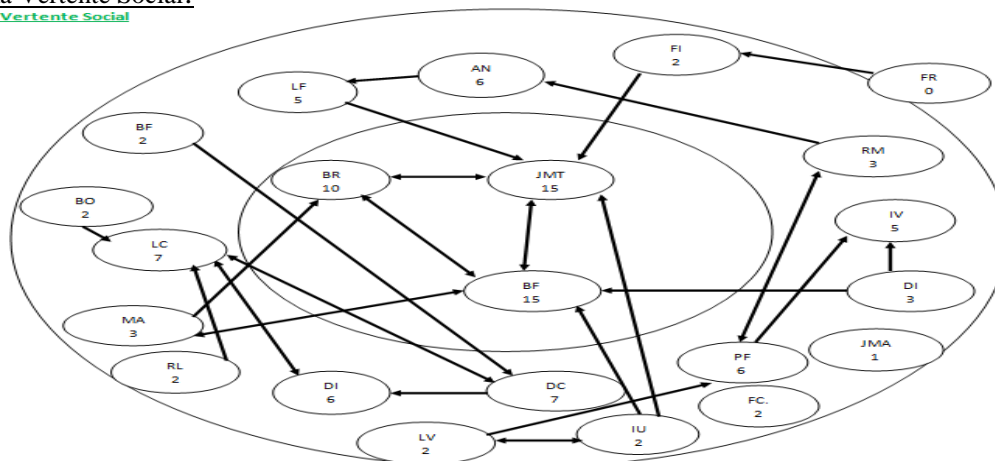 a Vertente Social.
Vertente Social
FI
2
AN
6
FR
0
LF
5
BF
2
RM
3
BR
10
JMT
15
BO
2
IV
5
LC
7
BF
15
DI
3
MA
3
JMA
1
RL
2
PF
6
DI
6
DC
7
FC.
2
LV
2
IU
2